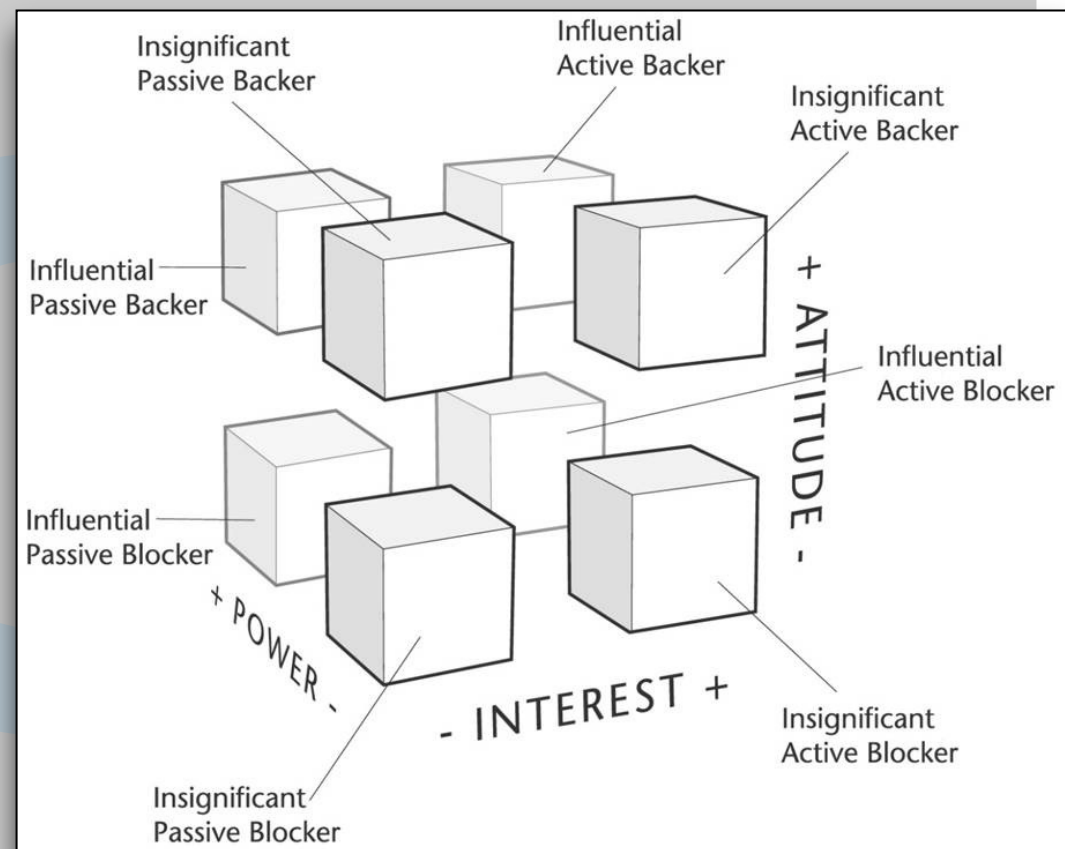 Insignificant
Passive Backer
Influential
Active Backer
Insignificant
Active Backer
Influential
Passive Backer
+ ATTITUDE -
Influential
Active Blocker
Influential
Passive Blocker
+ POWER -
- INTEREST +
Insignificant
Active Blocker
Insignificant
Passive Blocker